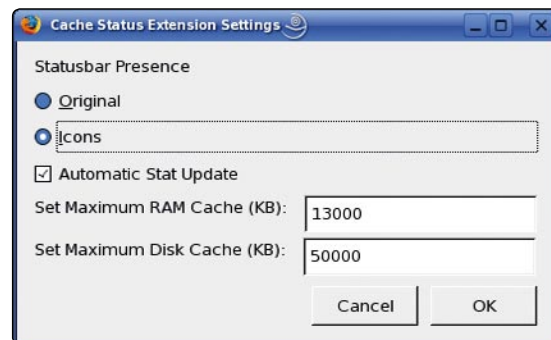 Cache Status Extension Settings
Statusbar Presence
Original
Icons
Automatic Stat Update
Set Maximum RAM Cache (KB): 13000
Set Maximum Disk Cache (KB): 50000
Cancel OK